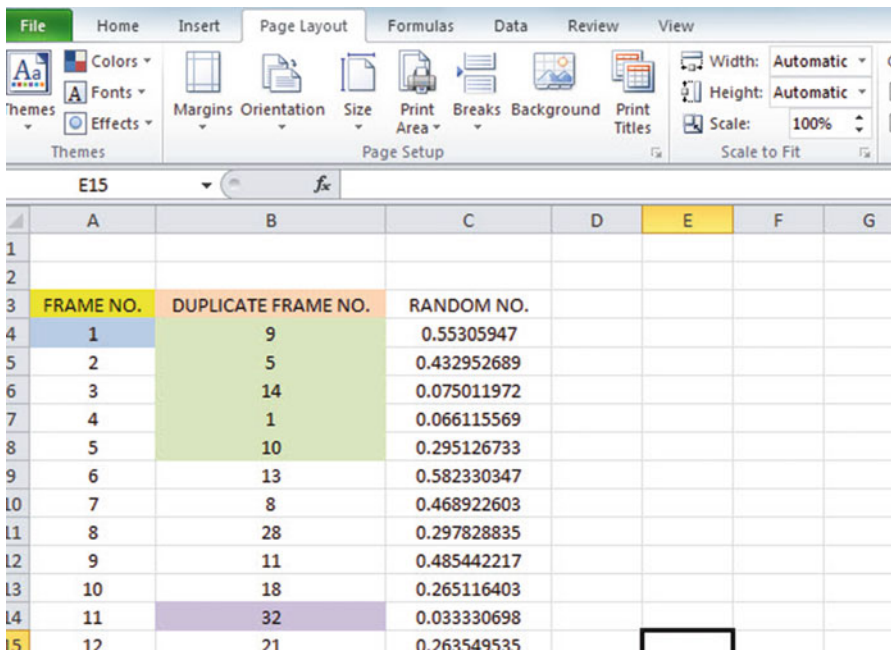 File Home Insert Page Layout Formulas Data Review View
Colors Width: Automatic
Aa
Fonts Height: Automatic
Themes Effects Margins Orientation Size Print Area Breaks Background Print Titles Scale: 100%
Themes Page Setup Scale to Fit
E15 fx
A B C D E F G
1
2
3 FRAME NO. DUPLICATE FRAME NO. RANDOM NO.
4 1 9 0.55305947
5 2 5 0.432952689
6 3 14 0.075011972
7 4 1 0.066115569
8 5 10 0.295126733
9 6 13 0.582330347
10 7 8 0.468922603
11 8 28 0.297828835
12 9 11 0.485442217
13 10 18 0.265116403
14 11 32 0.033330698
15 12 21 0.263549535